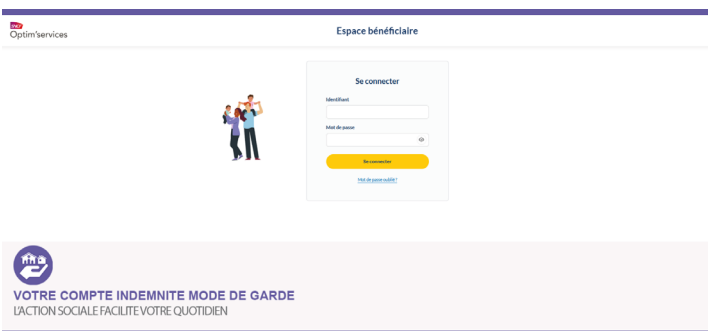 SNCF
Optim'services
Espace bénéficiaire
Se connecter
Identifiant
Mot de passe
Se connecter
Mot de passe oublié ?
VOTRE COMPTE INDEMNITE MODE DE GARDE
L'ACTION SOCIALE FACILITE VOTRE QUOTIDIEN